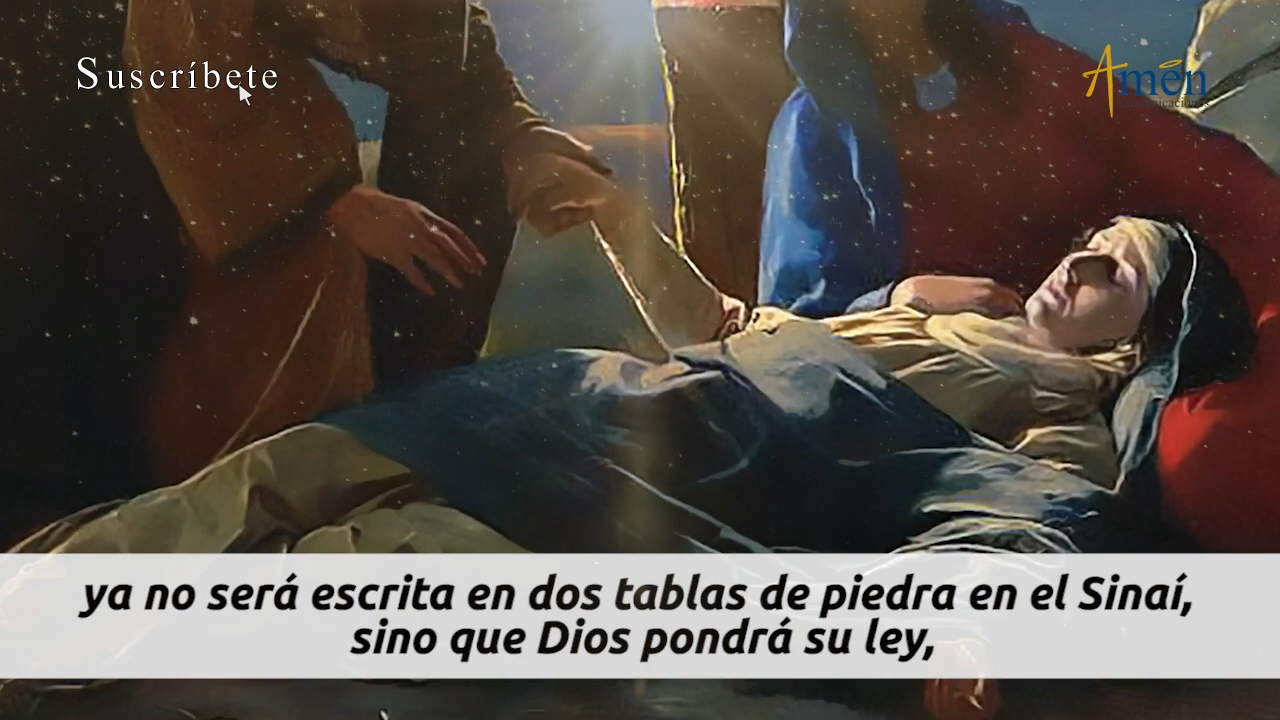 Suscríbete
Amén
ya no será escrita en dos tablas de piedra en el Sinaí,
sino que Dios pondrá su ley,